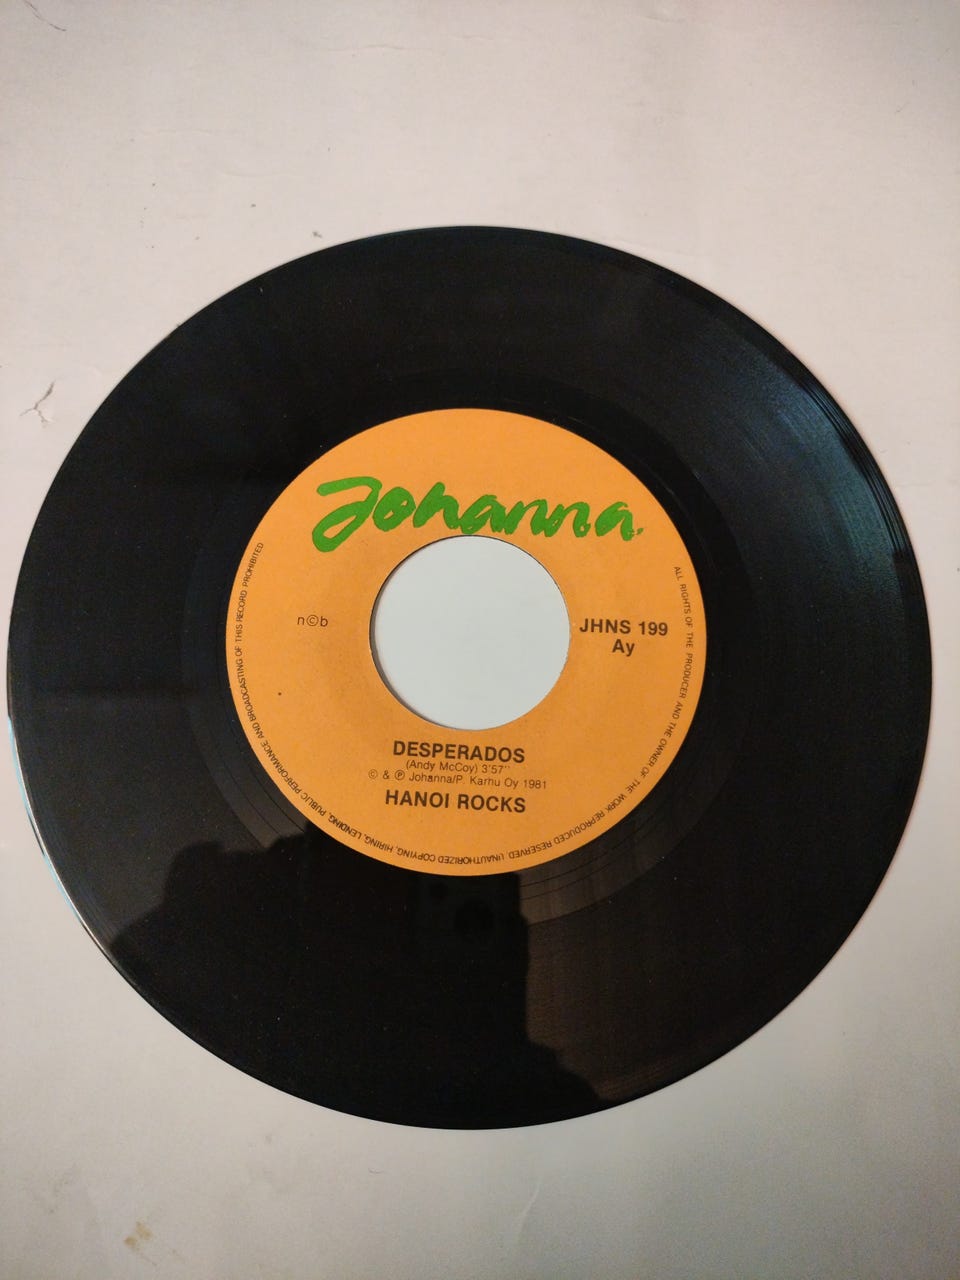 Johanna
n©b
JHNS 199
Ay
DESPERADOS
(Andy McCoy) 3'57''
© & ℗ Johanna/P. Karhu Oy 1981
HANOI ROCKS
ALL RIGHTS OF THE PRODUCER AND THE OWNER OF THE WORK REPRODUCED RESERVED. UNAUTHORIZED COPYING, HIRING, LENDING, PUBLIC PERFORMANCE AND BROADCASTING OF THIS RECORD PROHIBITED